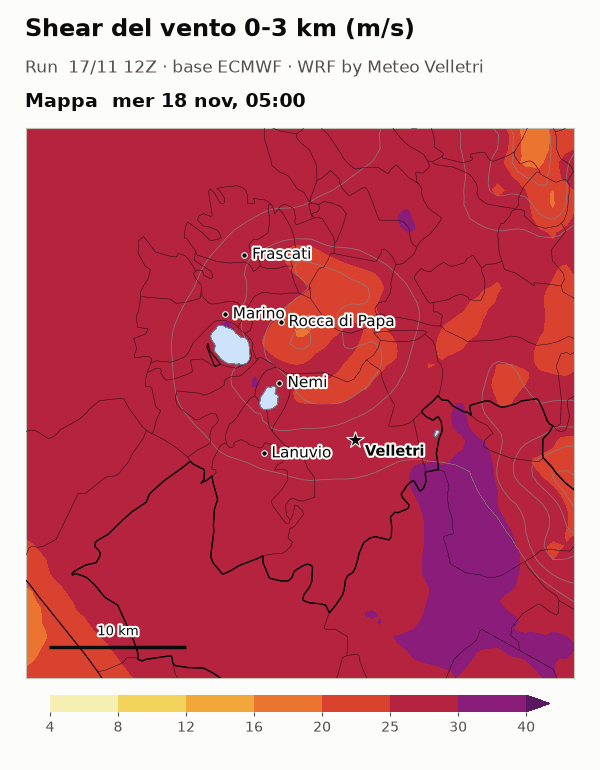 Shear del vento 0-3 km (m/s)
Run  17/11 12Z · base ECMWF · WRF by Meteo Velletri
Mappa  mer 18 nov, 05:00
Frascati
Marino
Rocca di Papa
Nemi
Velletri
Lanuvio
10 km
4 8 12 16 20 25 30 40